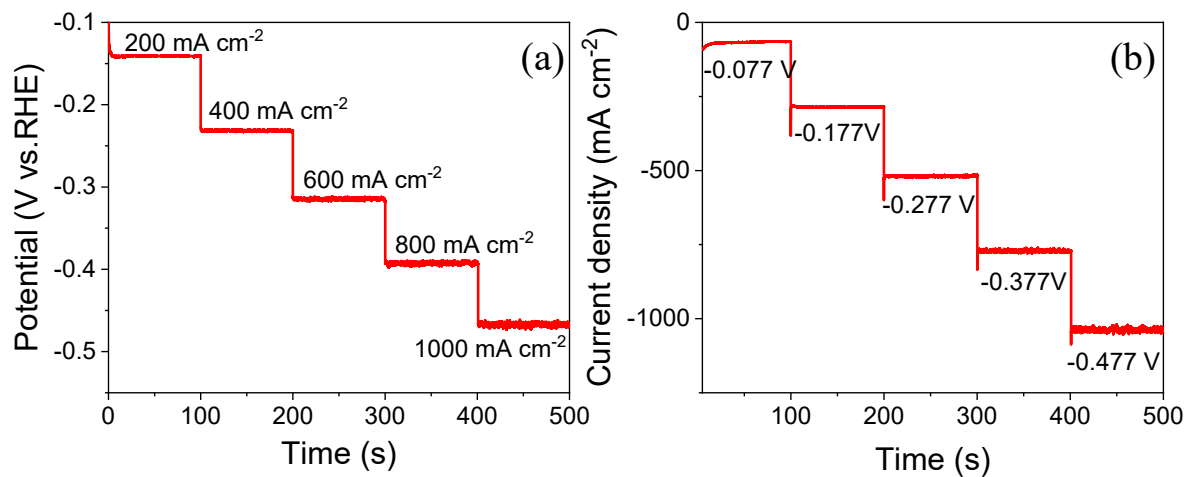 (a)
Potential (V vs.RHE)
-0.1
-0.2
-0.3
-0.4
-0.5
200 mA cm-2
400 mA cm-2
600 mA cm-2
800 mA cm-2
1000 mA cm-2
0 100 200 300 400 500
Time (s)
(b)
Current density (mA cm-2)
0
-500
-1000
-0.077 V
-0.177V
-0.277 V
-0.377V
-0.477 V
100 200 300 400 500
Time (s)